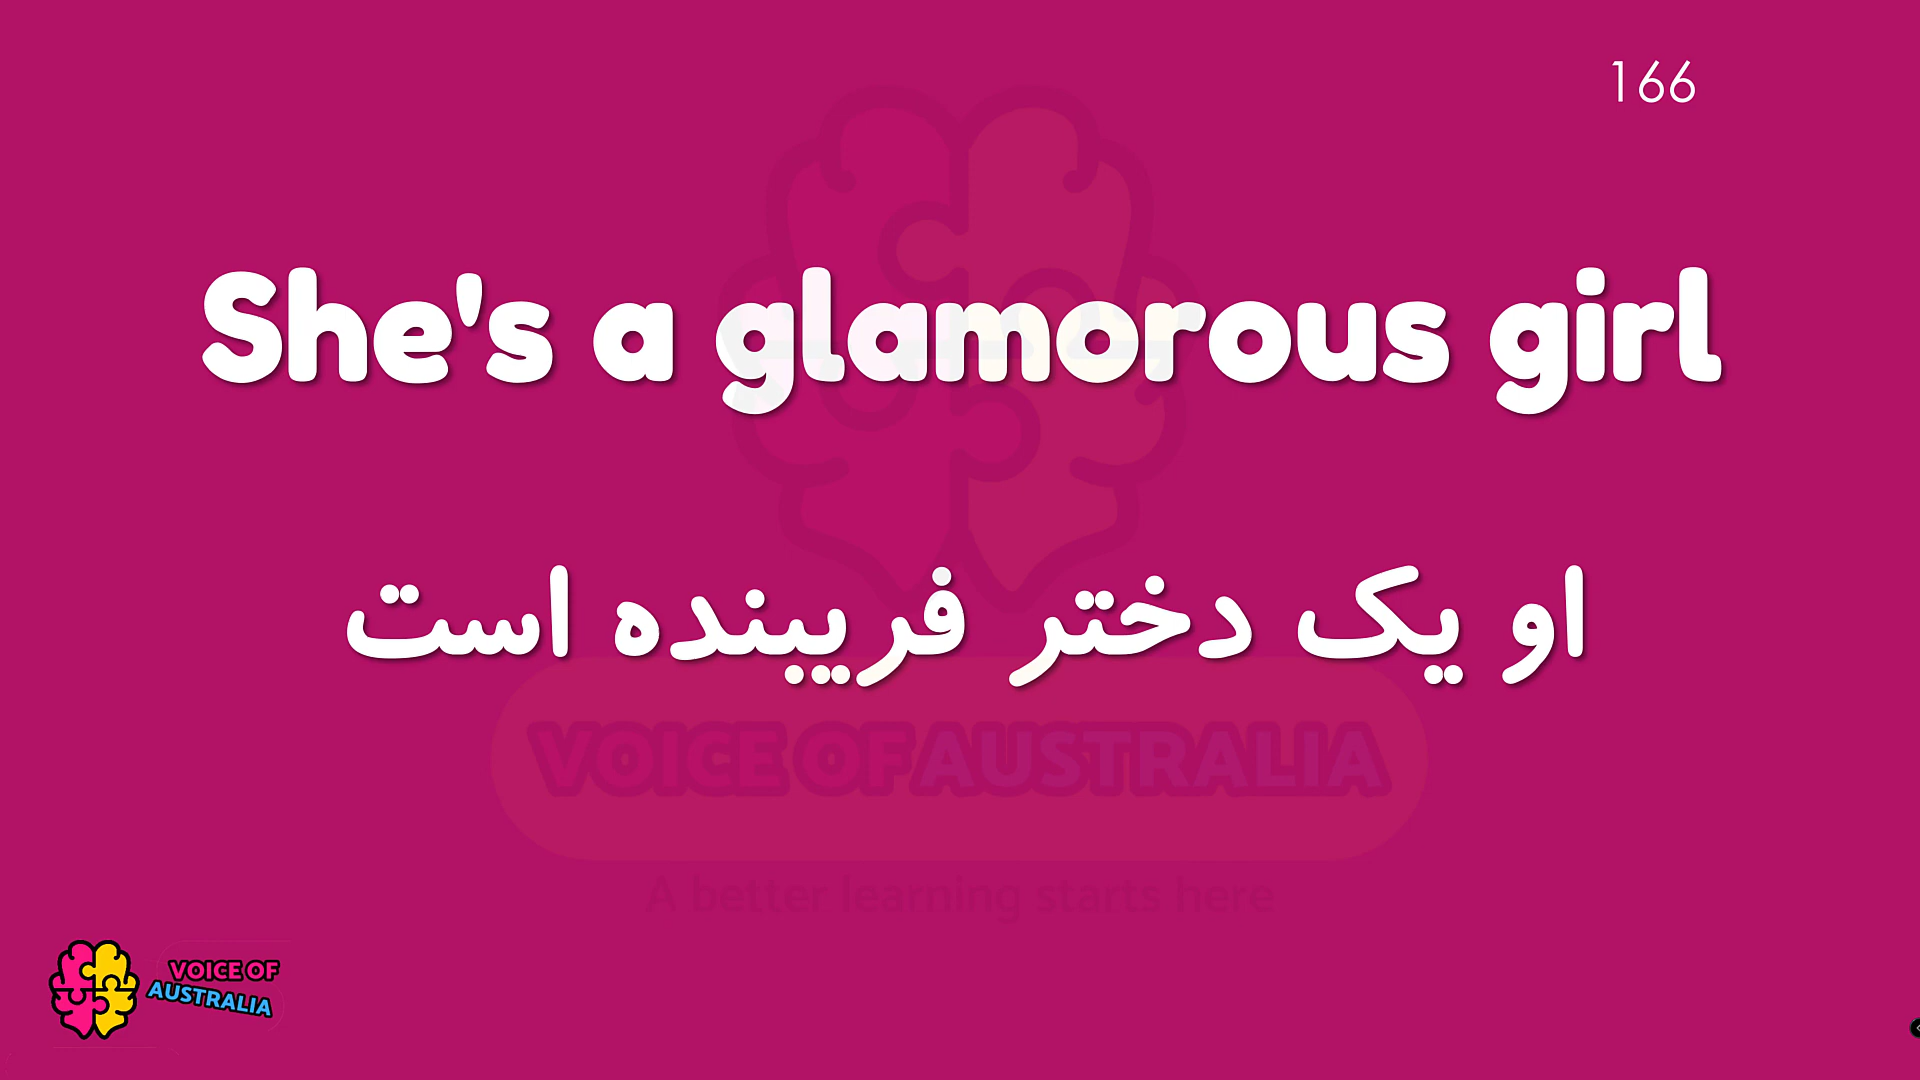 166
She's a glamorous girl
او یک دختر فریبنده است
VOICE OF AUSTRALIA
A better learning starts here
VOICE OF
AUSTRALIA